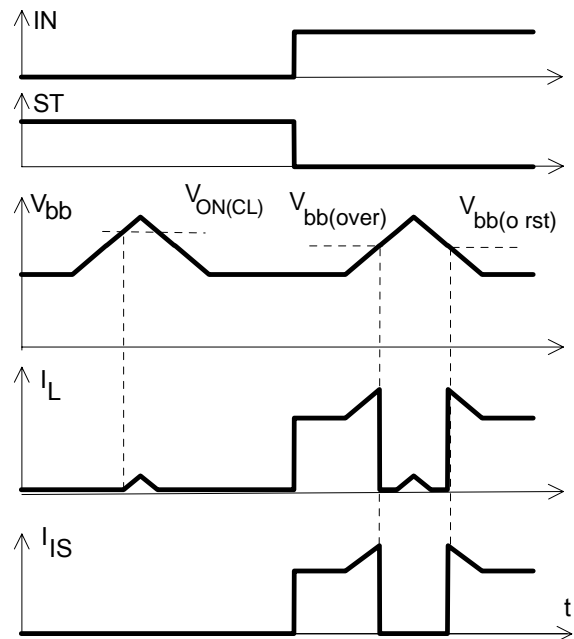 IN
ST
Vbb
VON(CL)
Vbb(over)
Vbb(o rst)
IL
IIS
t